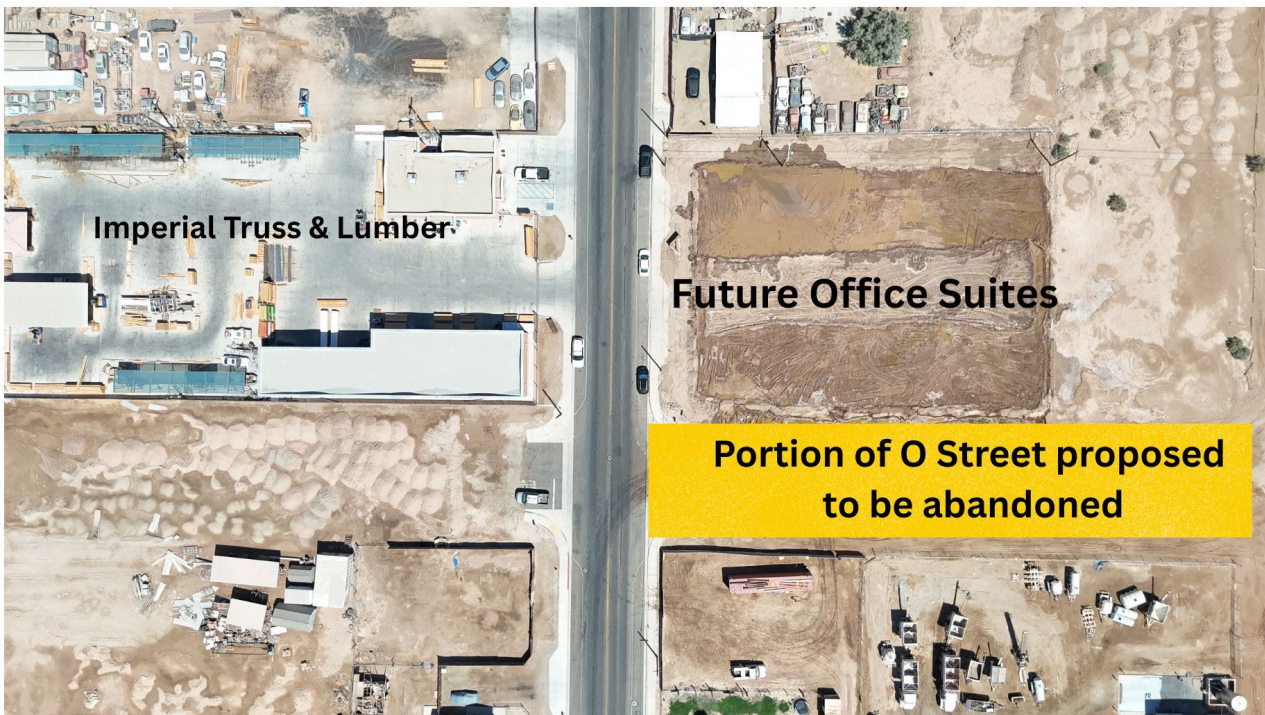 Imperial Truss & Lumber
Future Office Suites
Portion of O Street proposed
to be abandoned